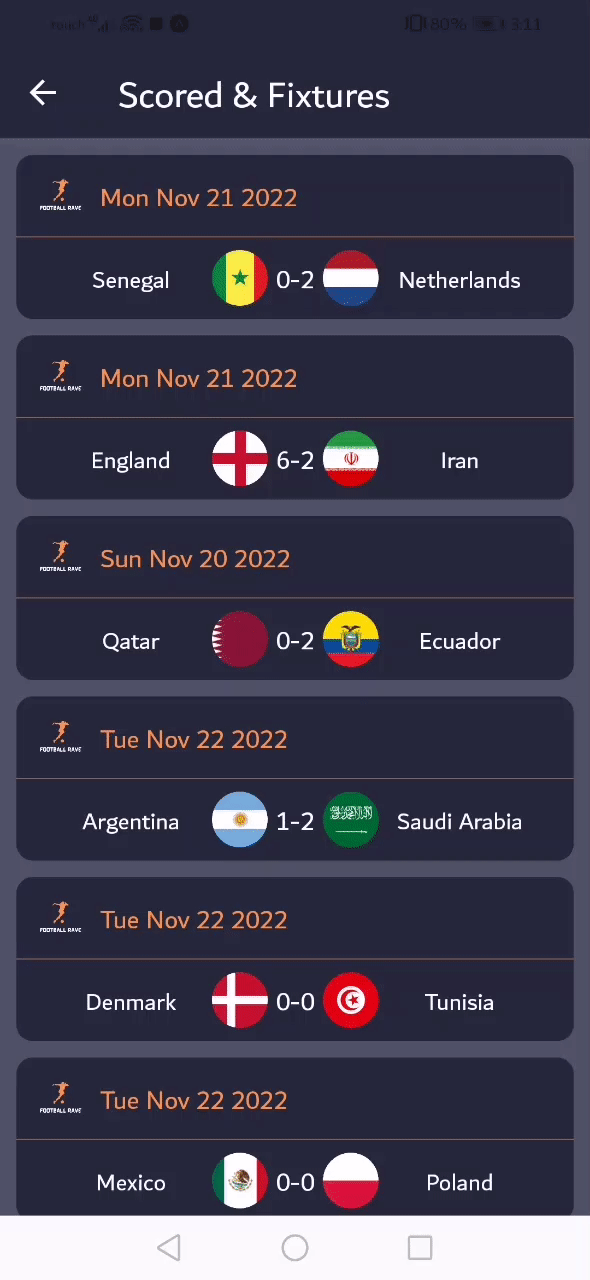 touch 4G 80% 3:11
Scored & Fixtures
FOOTBALL RAVE
Mon Nov 21 2022
Senegal 0-2 Netherlands
FOOTBALL RAVE
Mon Nov 21 2022
England 6-2 Iran
FOOTBALL RAVE
Sun Nov 20 2022
Qatar 0-2 Ecuador
FOOTBALL RAVE
Tue Nov 22 2022
Argentina 1-2 Saudi Arabia
FOOTBALL RAVE
Tue Nov 22 2022
Denmark 0-0 Tunisia
FOOTBALL RAVE
Tue Nov 22 2022
Mexico 0-0 Poland